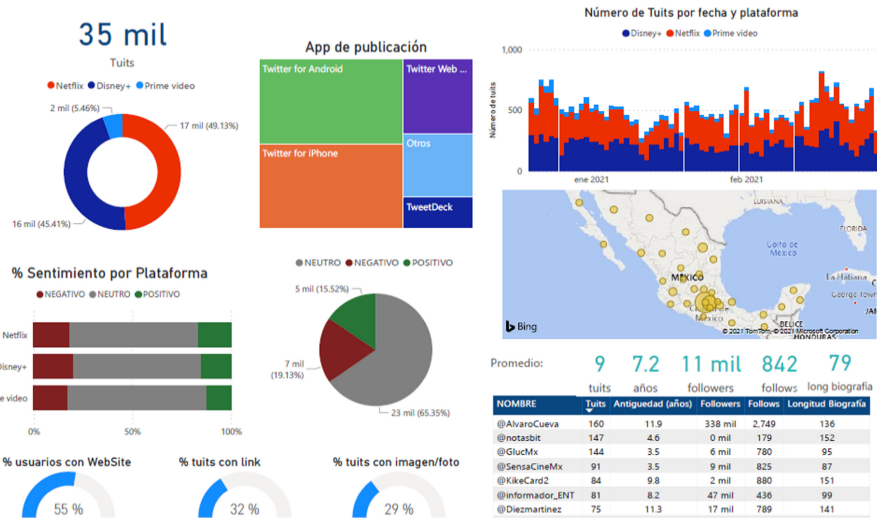 35 mil
Tuits
Netflix Disney+ Prime video
2 mil (5.46%)
17 mil (49.13%)
16 mil (45.41%)
App de publicación
Twitter for Android
Twitter Web ...
Twitter for iPhone
Otros
TweetDeck
Número de Tuits por fecha y plataforma
Disney+ Netflix Prime video
Número de tuits
1,000
500
0
ene 2021 feb 2021
% Sentimiento por Plataforma
NEGATIVO NEUTRO POSITIVO
Netflix
isney+
e video
0% 50% 100%
NEUTRO NEGATIVO POSITIVO
5 mil (15.52%)
7 mil
(19.13%)
23 mil (65.35%)
LUISIANA
FLORIDA
Golfo de
México
MÉXICO
La Habana
George Town
JAM
México
BELICE
HONDURAS
Bing
© 2021 TomTom, © 2021 Microsoft Corporation
Promedio:
9 7.2 11 mil 842 79
tuits años followers follows long biografía
NOMBRE Tuits Antiguedad (años) Followers Follows Longitud Biografía
@AlvaroCueva 160 11.9 338 mil 2,749 136
@notasbit 147 4.6 0 mil 179 152
@GlucMx 144 3.5 6 mil 780 95
@SensaCineMx 91 3.5 9 mil 825 87
@KikeCard2 84 9.8 2 mil 880 151
@informador_ENT 81 8.2 47 mil 436 99
@Diezmartinez 75 11.3 17 mil 789 141
% usuarios con WebSite
55 %
% tuits con link
32 %
% tuits con imagen/foto
29 %